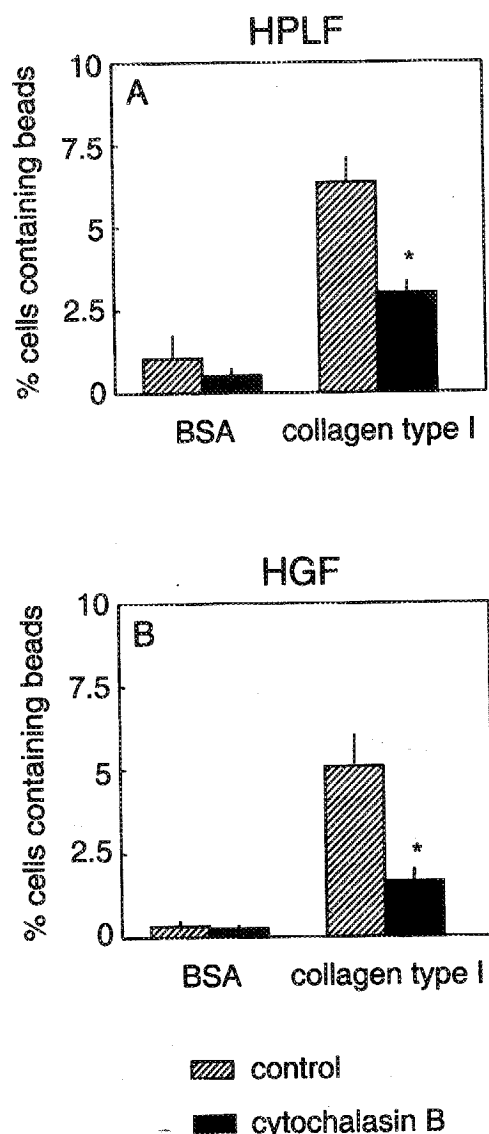 HPLF
A
% cells containing beads
10
7.5
5
2.5
0
*
BSA
collagen type I
HGF
B
% cells containing beads
10
7.5
5
2.5
0
*
BSA
collagen type I
control
cytochalasin B